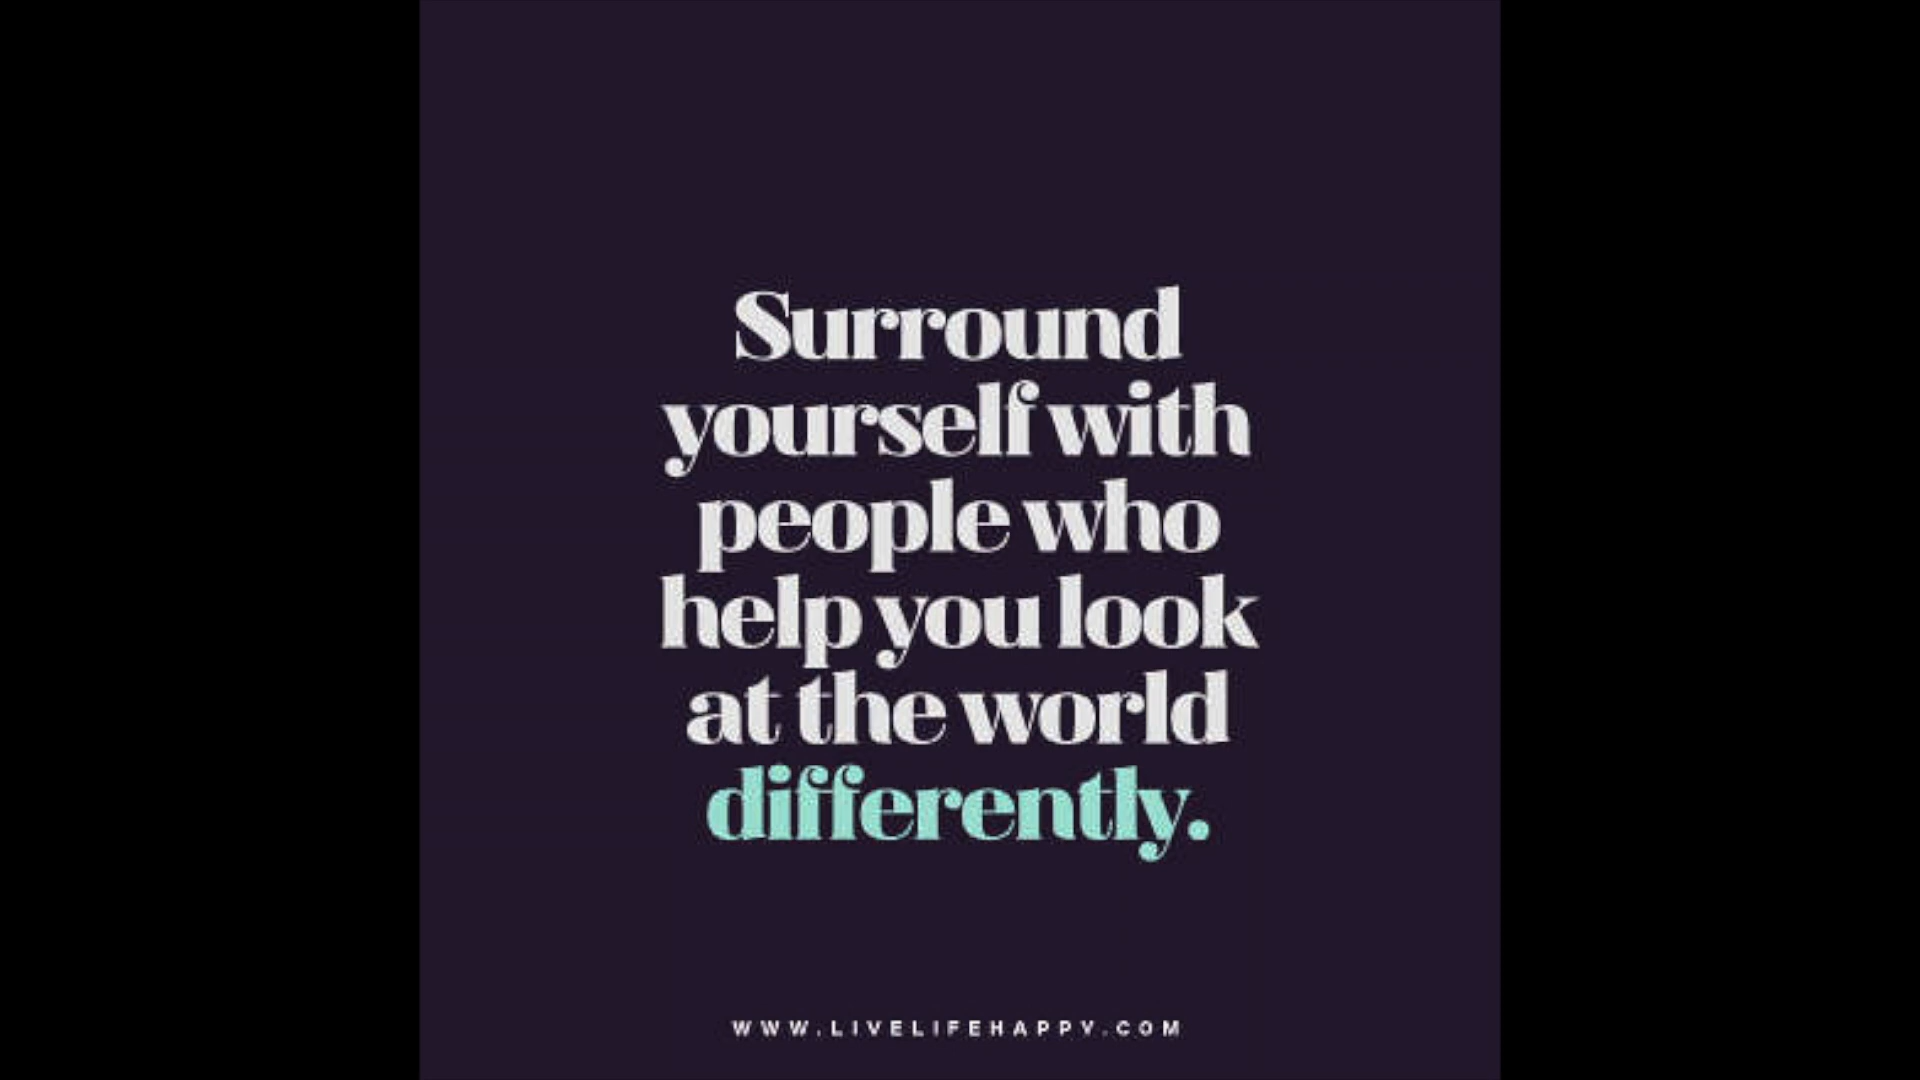 Surround
yourself with
people who
help you look
at the world
differently.
WWW.LIVELIFEHAPPY.COM